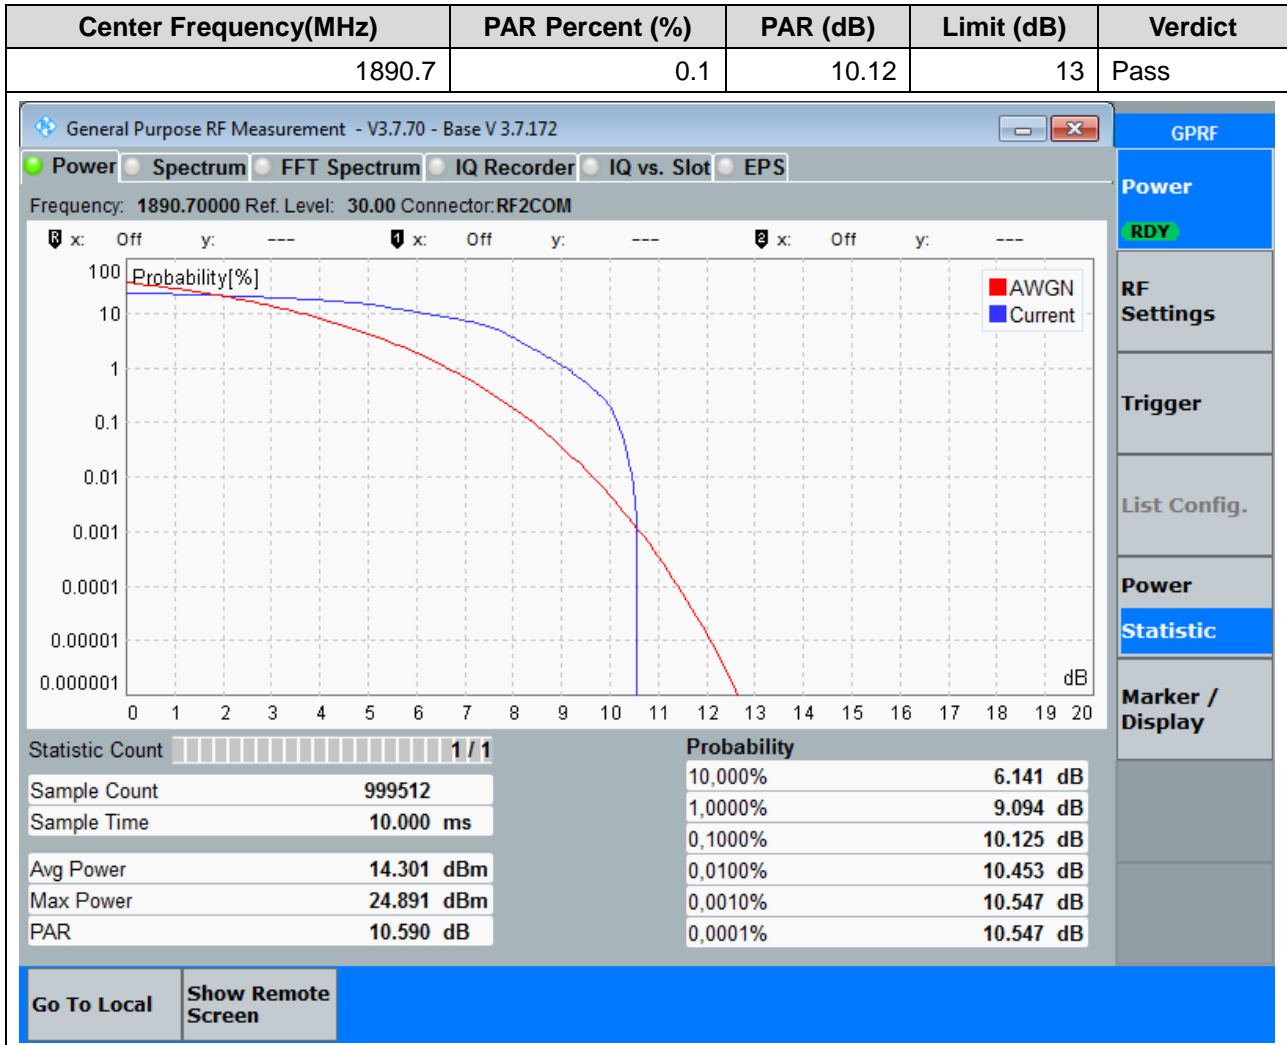 Center Frequency(MHz) PAR Percent (%) PAR (dB) Limit (dB) Verdict
1890.7 0.1 10.12 13 Pass
General Purpose RF Measurement - V3.7.70 - Base V 3.7.172
GPRF
Power Spectrum FFT Spectrum IQ Recorder IQ vs. Slot EPS
Power
RDY
Frequency: 1890.70000 Ref. Level: 30.00 Connector:RF2COM
R x: Off y: --- 1 x: Off y: --- 2 x: Off y: ---
Probability[%]
100
10
1
0.1
0.01
0.001
0.0001
0.00001
0.000001
AWGN
Current
dB
0 1 2 3 4 5 6 7 8 9 10 11 12 13 14 15 16 17 18 19 20
RF
Settings
Trigger
List Config.
Power
Statistic
Marker /
Display
Statistic Count 1 / 1
Sample Count 999512
Sample Time 10.000 ms
Avg Power 14.301 dBm
Max Power 24.891 dBm
PAR 10.590 dB
Probability
10,000% 6.141 dB
1,0000% 9.094 dB
0,1000% 10.125 dB
0,0100% 10.453 dB
0,0010% 10.547 dB
0,0001% 10.547 dB
Go To Local
Show Remote
Screen